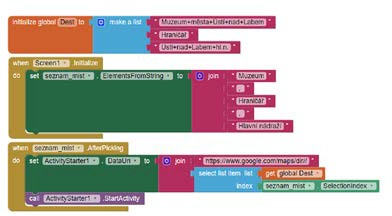 initialize global Dest to make a list " Muzeum+města+Ústí+nad+Labem "
" Hraničář "
" Ústí+nad+Labem+hl.n. "
when Screen1 .Initialize
do set seznam_mist . ElementsFromString to join " Muzeum "
" , "
" Hraničář "
" , "
" Hlavní nádraží "
when seznam_mist .AfterPicking
do set ActivityStarter1 . DataUri to join " https://www.google.com/maps/dir// "
select list item list get global Dest
index seznam_mist . SelectionIndex
call ActivityStarter1 .StartActivity